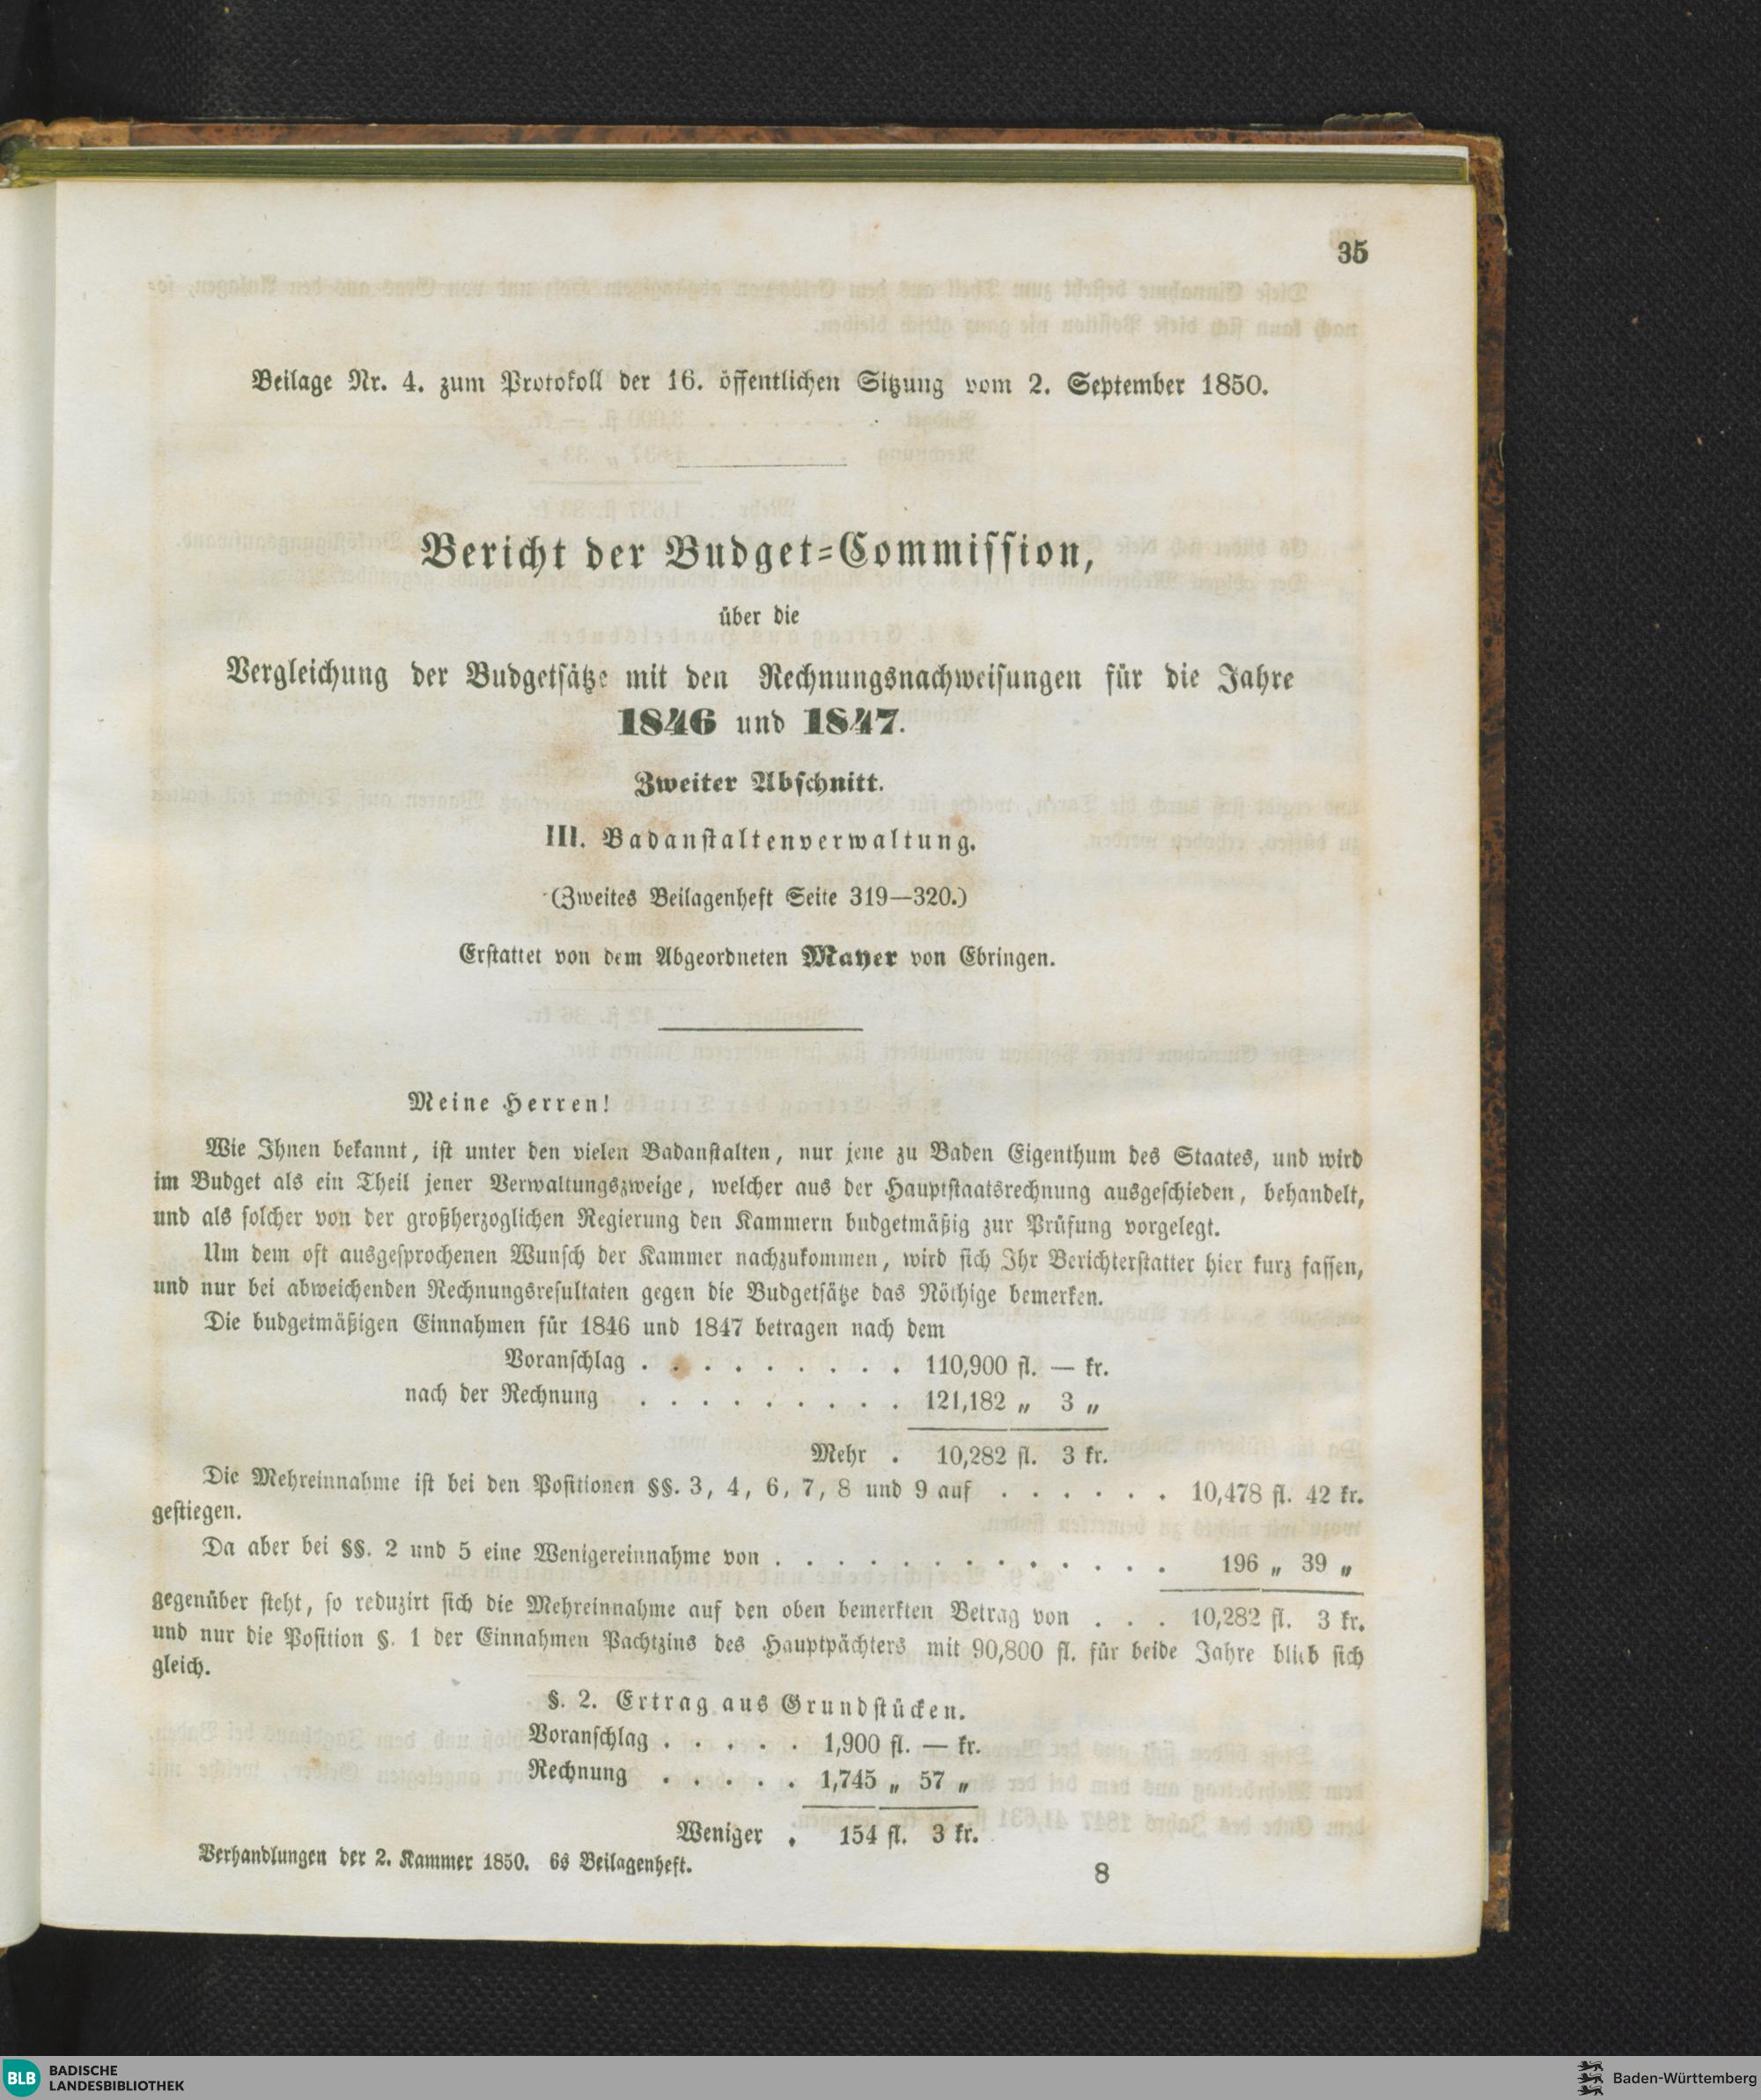 35
Beilage Nr. 4. zum Protokoll der 16. öffentlichen Sitzung vom 2. September 1850.
Bericht der Budget=Commiſſion,
über die
Vergleichung der Budgetſätze mit den Rechnungsnachweiſungen für die Jahre
1846 und 1847.
Zweiter Abſchnitt.
III. Badanſtaltenverwaltung.
(Zweites Beilagenheft Seite 319—320.)
Erſtattet von dem Abgeordneten Mayer von Ebringen.
Meine Herren!
Wie Ihnen bekannt, iſt unter den vielen Badanſtalten, nur jene zu Baden Eigenthum des Staates, und wird
im Budget als ein Theil jener Verwaltungszweige, welcher aus der Hauptſtaatsrechnung ausgeſchieden, behandelt,
und als ſolcher von der großherzoglichen Regierung den Kammern budgetmäßig zur Prüfung vorgelegt.
Um dem oft ausgeſprochenen Wunſch der Kammer nachzukommen, wird ſich Ihr Berichterſtatter hier kurz faſſen,
und nur bei abweichenden Rechnungsreſultaten gegen die Budgetſätze das Nöthige bemerken.
Die budgetmäßigen Einnahmen für 1846 und 1847 betragen nach dem
Voranſchlag . . . . . . . . . 110,900 fl. — kr.
nach der Rechnung . . . . . . . . . 121,182 „ 3 „
Mehr . 10,282 fl. 3 kr.
Die Mehreinnahme iſt bei den Poſitionen §§. 3, 4, 6, 7, 8 und 9 auf . . . . . . 10,478 fl. 42 kr.
geſtiegen.
Da aber bei §§. 2 und 5 eine Wenigereinnahme von . . . . . . . . . . . . . 196 „ 39 „
gegenüber ſteht, ſo reduzirt ſich die Mehreinnahme auf den oben bemerkten Betrag von . . . 10,282 fl. 3 kr.
und nur die Poſition §. 1 der Einnahmen Pachtzins des Hauptpächters mit 90,800 fl. für beide Jahre blieb ſich
gleich.
§. 2. Ertrag aus Grundſtücken.
Voranſchlag . . . . . 1,900 fl. — kr.
Rechnung . . . . . 1,745 „ 57 „
Weniger . 154 fl. 3 kr.
Verhandlungen der 2. Kammer 1850. 6s Beilagenheft. 8
BLB BADISCHE
LANDESBIBLIOTHEK
Baden-Württemberg